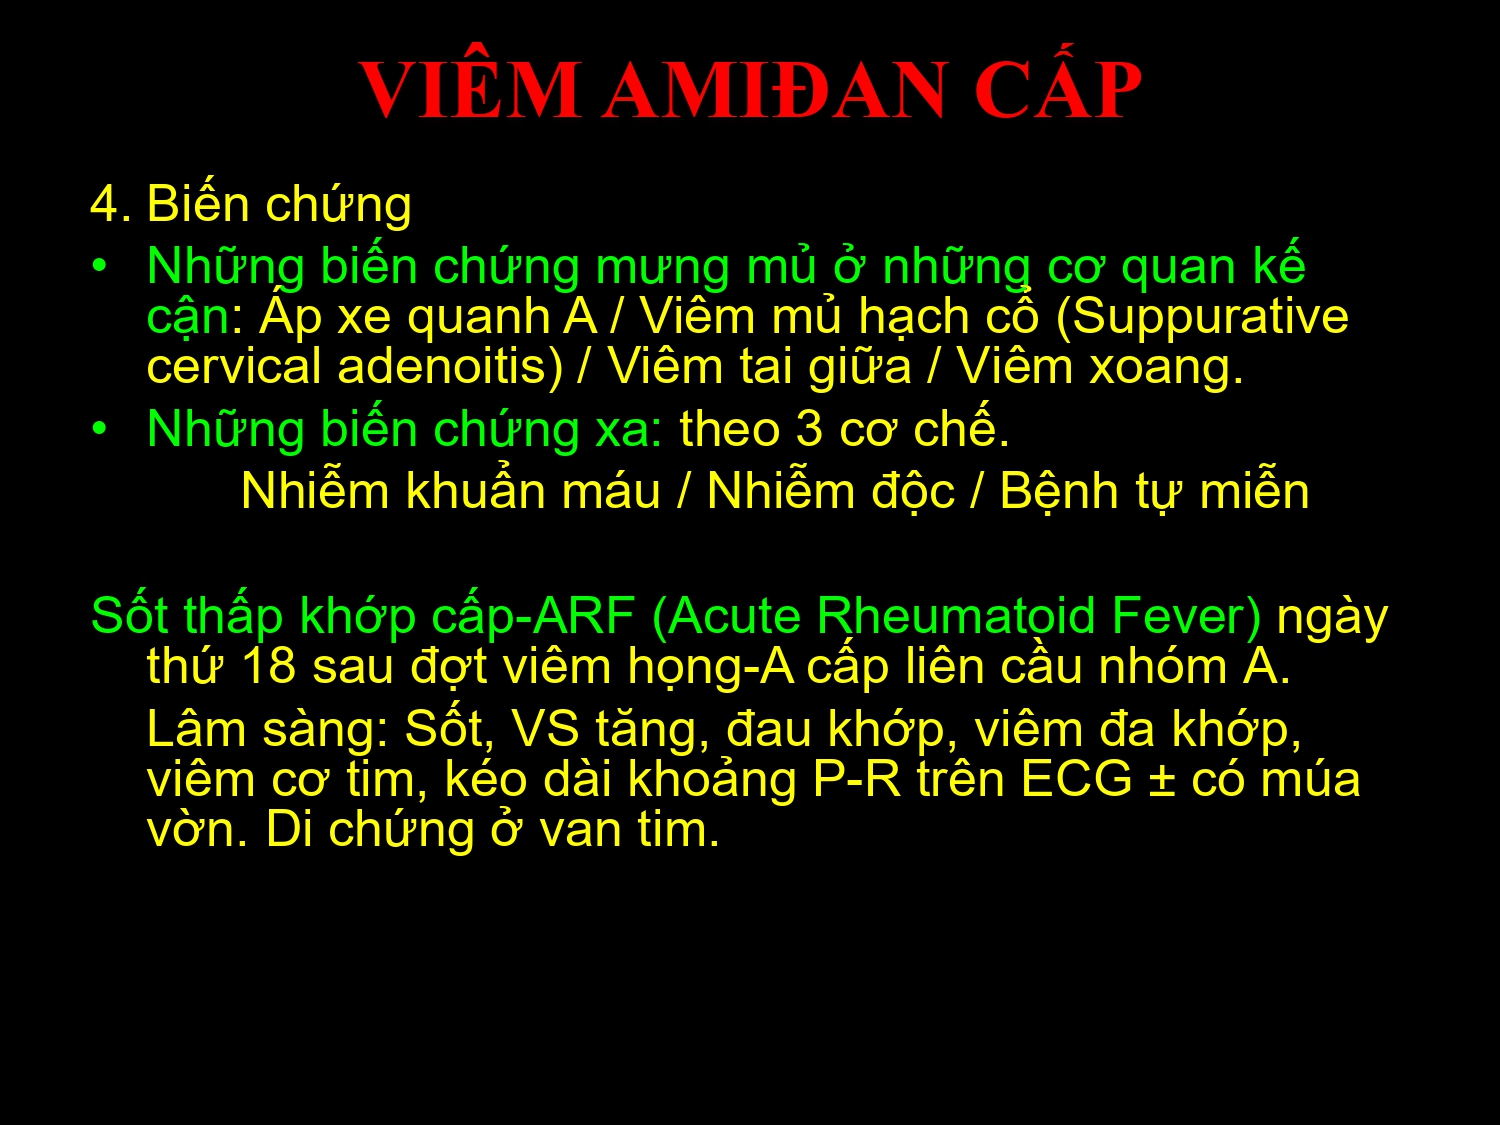 VIÊM AMIĐAN CẤP
4. Biến chứng
• Những biến chứng mưng mủ ở những cơ quan kế
cận: Áp xe quanh A / Viêm mủ hạch cổ (Suppurative
cervical adenoitis) / Viêm tai giữa / Viêm xoang.
• Những biến chứng xa: theo 3 cơ chế.
Nhiễm khuẩn máu / Nhiễm độc / Bệnh tự miễn
Sốt thấp khớp cấp-ARF (Acute Rheumatoid Fever) ngày
thứ 18 sau đợt viêm họng-A cấp liên cầu nhóm A.
Lâm sàng: Sốt, VS tăng, đau khớp, viêm đa khớp,
viêm cơ tim, kéo dài khoảng P-R trên ECG ± có múa
vờn. Di chứng ở van tim.